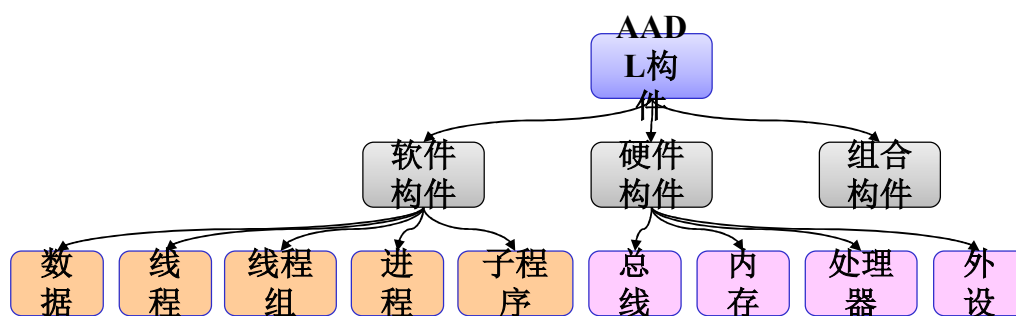 AAD
L构
件
软件
构件
硬件
构件
组合
构件
数
据
线
程
线程
组
进
程
子程
序
总
线
内
存
处理
器
外
设